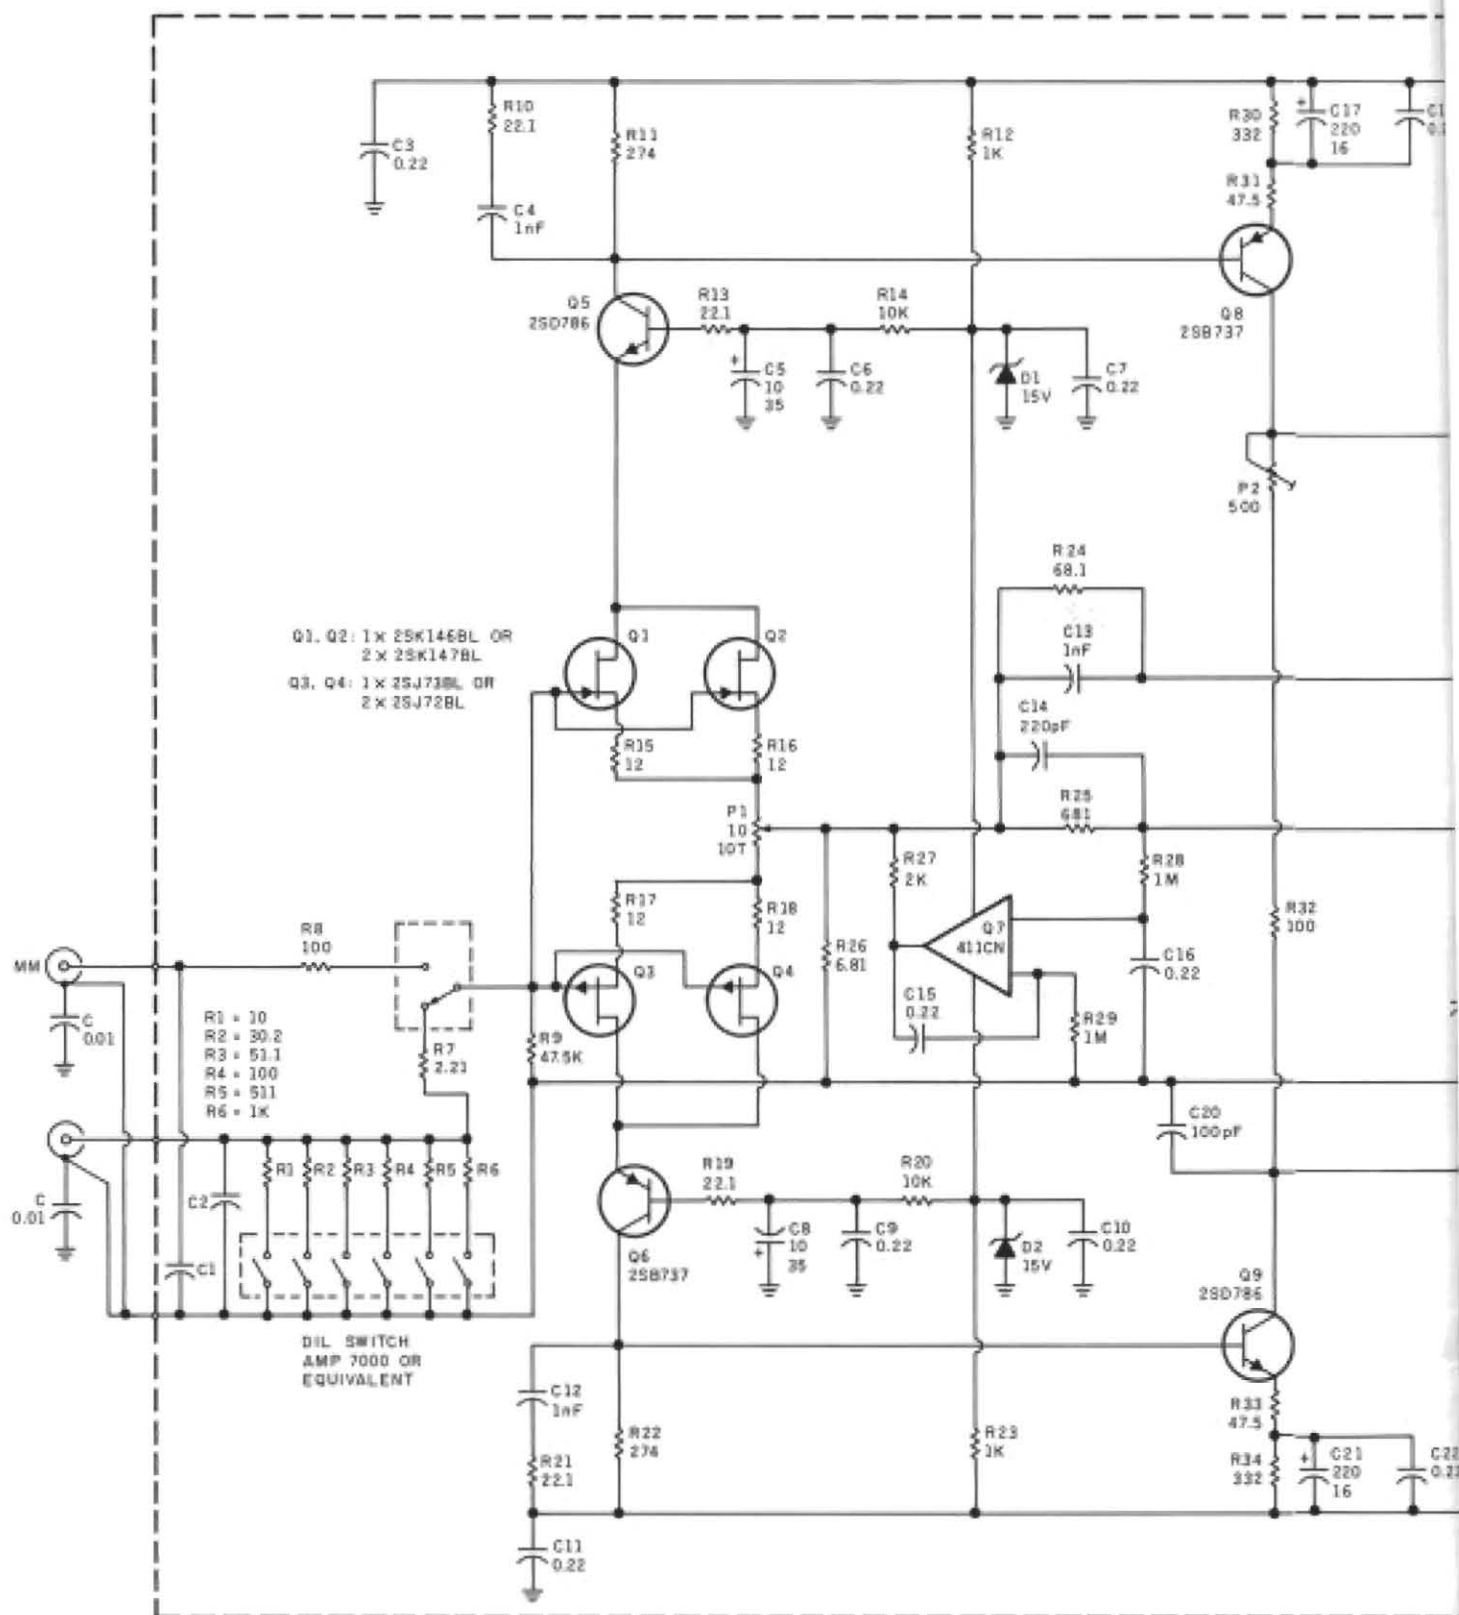 R10
22.1
C3
0.22
C4
1nF
R11
274
R12
1K
R30
332
C17
220
16
R31
47.5
Q5
2SD786
R13
22.1
R14
10K
Q8
2SB737
C5
10
35
C6
0.22
D1
15V
C7
0.22
P2
500
R24
68.1
C13
1nF
C14
220pF
R25
681
Q1, Q2: 1 x 2SK146BL OR
2 x 2SK147BL
Q3, Q4: 1 x 2SJ73BL OR
2 x 2SJ72BL
Q1
Q2
R15
12
R16
12
P1
10
10T
R17
12
R18
12
R27
2K
R28
1M
R26
6.81
Q7
411CN
C16
0.22
R32
100
C15
0.22
R29
1M
Q3
Q4
MM
R8
100
C
0.01
R1 = 10
R2 = 30.2
R3 = 51.1
R4 = 100
R5 = 511
R6 = 1K
R7
2.21
R9
47.5K
C20
100pF
C
0.01
C2
R1
R2
R3
R4
R5
R6
C1
R19
22.1
R20
10K
Q6
2SB737
C8
10
35
C9
0.22
D2
15V
C10
0.22
Q9
2SD786
DIL SWITCH
AMP 7000 OR
EQUIVALENT
C12
1nF
R21
22.1
R22
274
R23
1K
R33
47.5
R34
332
C21
220
16
C22
C11
0.22